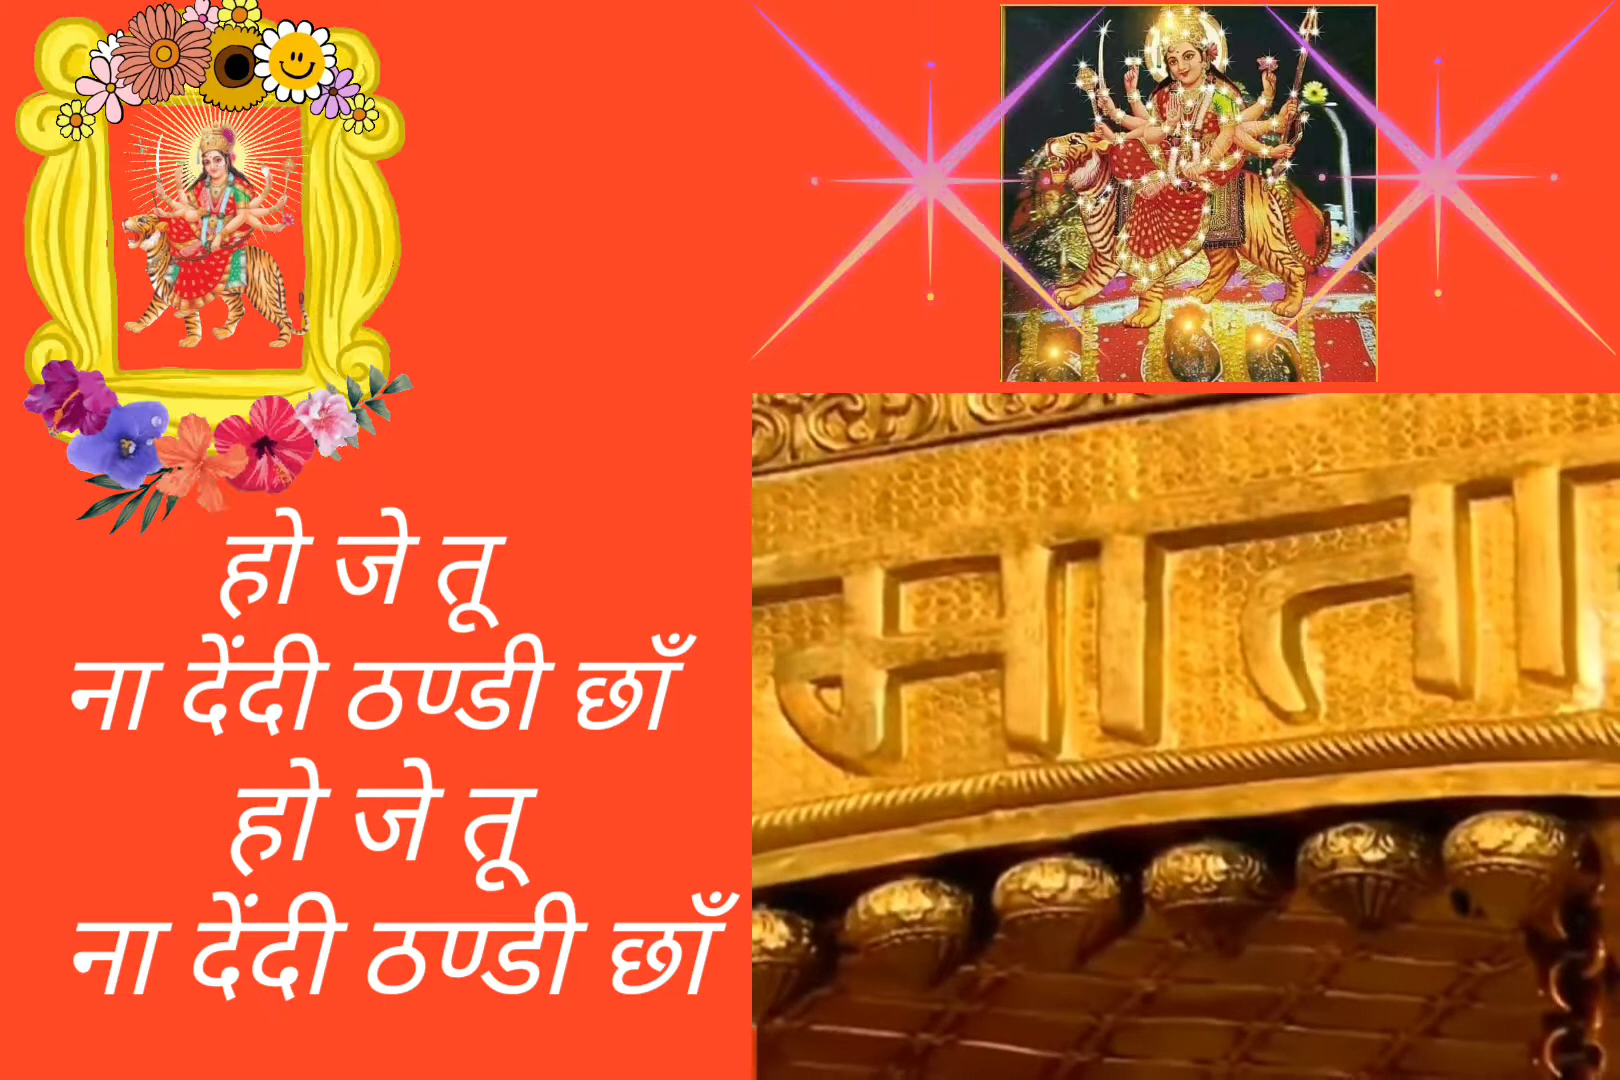 हो जे तू
ना देंदी ठण्डी छाँ
हो जे तू
ना देंदी ठण्डी छाँ
माता